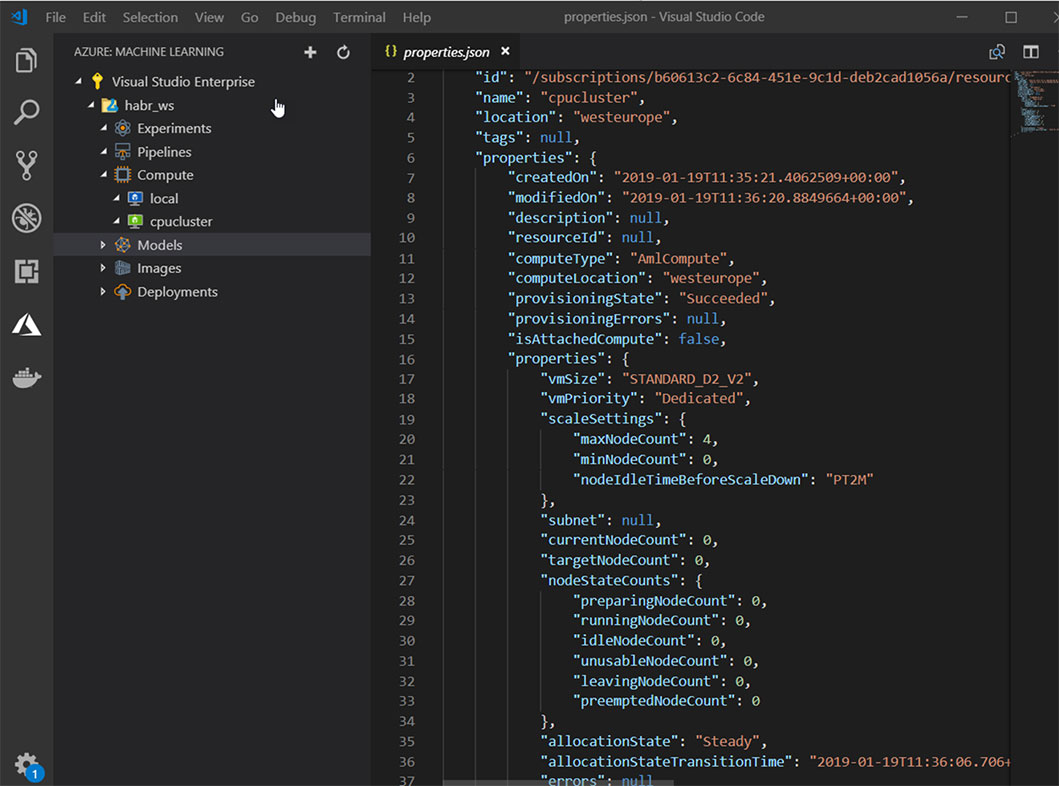 File Edit Selection View Go Debug Terminal Help properties.json - Visual Studio Code
AZURE: MACHINE LEARNING
Visual Studio Enterprise
habr_ws
Experiments
Pipelines
Compute
local
cpucluster
Models
Images
Deployments
1
{} properties.json
2 "id": "/subscriptions/b60613c2-6c84-451e-9c1d-deb2cad1056a/resourc
3 "name": "cpucluster",
4 "location": "westeurope",
5 "tags": null,
6 "properties": {
7 "createdOn": "2019-01-19T11:35:21.4062509+00:00",
8 "modifiedOn": "2019-01-19T11:36:20.8849664+00:00",
9 "description": null,
10 "resourceId": null,
11 "computeType": "AmlCompute",
12 "computeLocation": "westeurope",
13 "provisioningState": "Succeeded",
14 "provisioningErrors": null,
15 "isAttachedCompute": false,
16 "properties": {
17 "vmSize": "STANDARD_D2_V2",
18 "vmPriority": "Dedicated",
19 "scaleSettings": {
20 "maxNodeCount": 4,
21 "minNodeCount": 0,
22 "nodeIdleTimeBeforeScaleDown": "PT2M"
23 },
24 "subnet": null,
25 "currentNodeCount": 0,
26 "targetNodeCount": 0,
27 "nodeStateCounts": {
28 "preparingNodeCount": 0,
29 "runningNodeCount": 0,
30 "idleNodeCount": 0,
31 "unusableNodeCount": 0,
32 "leavingNodeCount": 0,
33 "preemptedNodeCount": 0
34 },
35 "allocationState": "Steady",
36 "allocationStateTransitionTime": "2019-01-19T11:36:06.706+
37 "errors": null